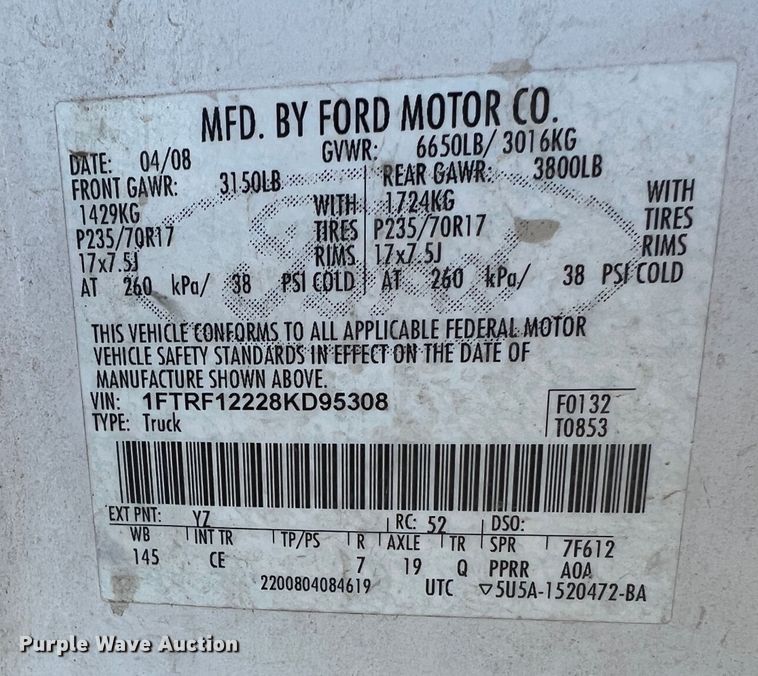 MFD. BY FORD MOTOR CO.
DATE: 04/08 GVWR: 6650LB/ 3016KG
FRONT GAWR: 3150LB REAR GAWR: 3800LB
1429KG WITH 1724KG WITH
P235/70R17 TIRES P235/70R17 TIRES
17x7.5J RIMS 17x7.5J RIMS
AT 260 kPa/ 38 PSI COLD AT 260 kPa/ 38 PSI COLD
THIS VEHICLE CONFORMS TO ALL APPLICABLE FEDERAL MOTOR
VEHICLE SAFETY STANDARDS IN EFFECT ON THE DATE OF
MANUFACTURE SHOWN ABOVE.
VIN: 1FTRF12228KD95308 F0132
TYPE: Truck T0853
EXT PNT: YZ RC: 52 DSO:
WB INT TR TP/PS R AXLE TR SPR 7F612
145 CE 7 19 Q PPRR A0A
2200804084619 UTC ▽5U5A-1520472-BA
Purple Wave Auction